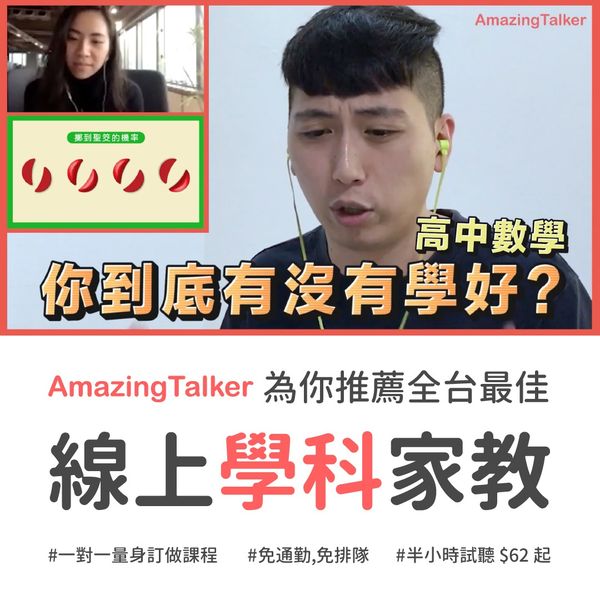 AmazingTalker
擲到聖筊的機率
高中數學
你到底有沒有學好?
AmazingTalker 為你推薦全台最佳
線上學科家教
#一對一量身訂做課程 #免通勤,免排隊 #半小時試聽 $62 起